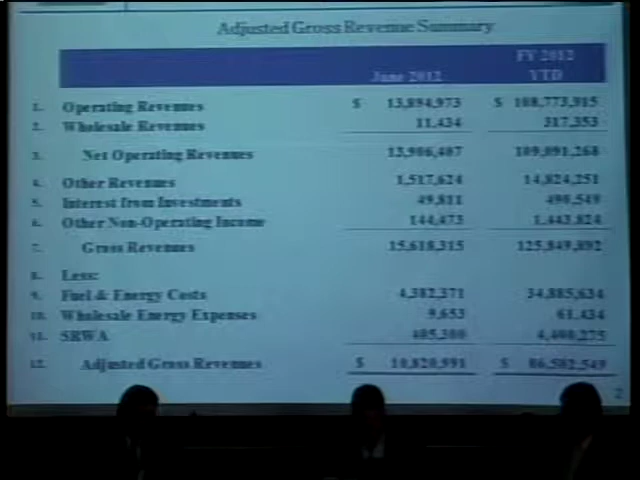 Adjusted Gross Revenue Summary
FY 2012
June 2012 YTD
1. Operating Revenues $ 13,894,973 $ 108,773,915
2. Wholesale Revenues 11,434 317,353
3. Net Operating Revenues 13,906,407 109,091,268
4. Other Revenues 1,517,624 14,824,251
5. Interest from Investments 49,811 490,549
6. Other Non-Operating Income 144,473 1,443,824
7. Gross Revenues 15,618,315 125,849,892
8. Less:
9. Fuel & Energy Costs 4,382,371 34,885,634
10. Wholesale Energy Expenses 9,653 61,434
11. SRWA 405,300 4,400,275
12. Adjusted Gross Revenues $ 10,820,991 $ 86,502,549
2